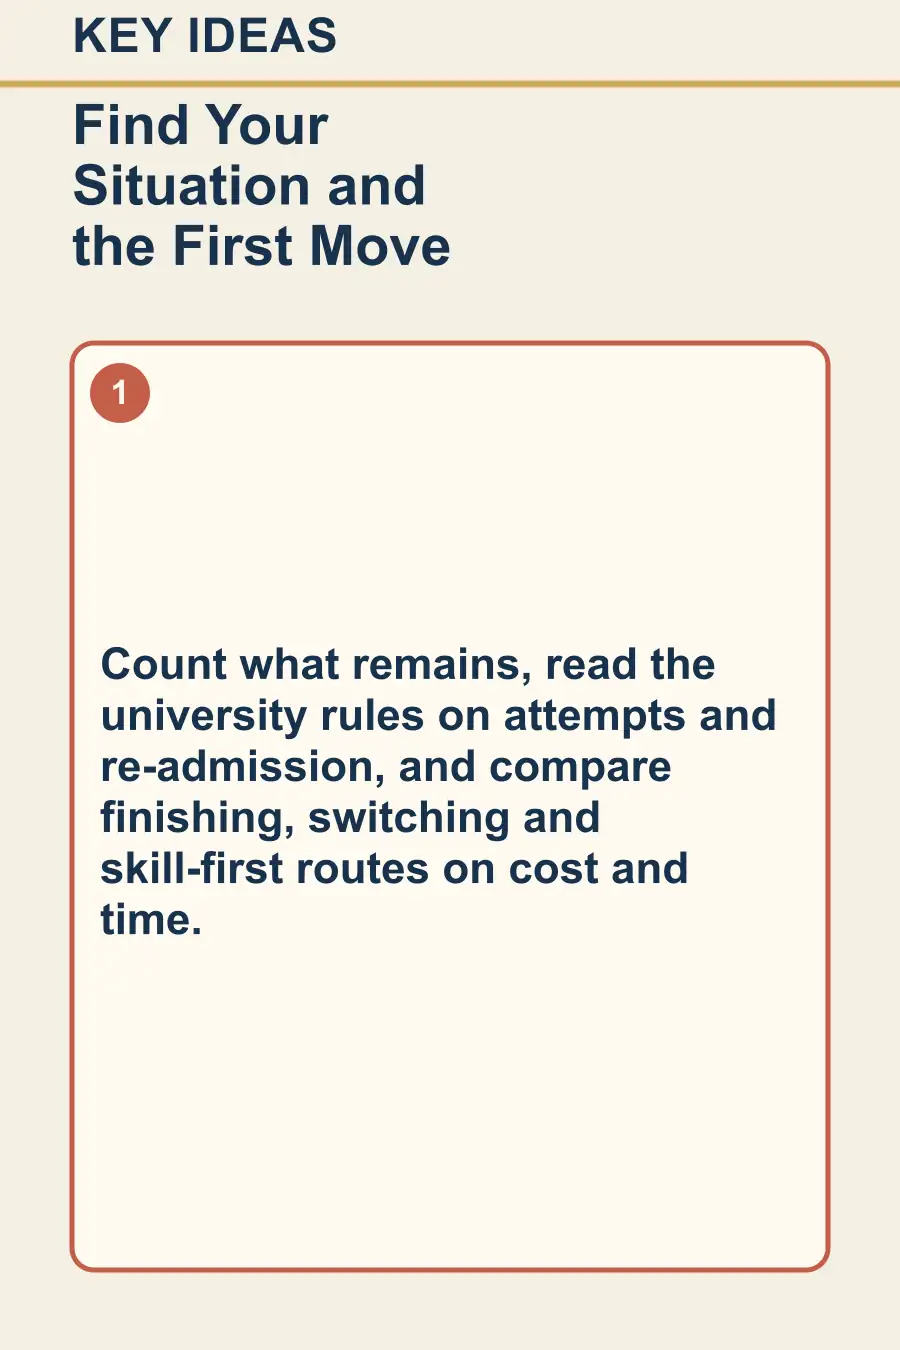 KEY IDEAS
Find Your
Situation and
the First Move
1
Count what remains, read the
university rules on attempts and
re-admission, and compare
finishing, switching and
skill-first routes on cost and
time.